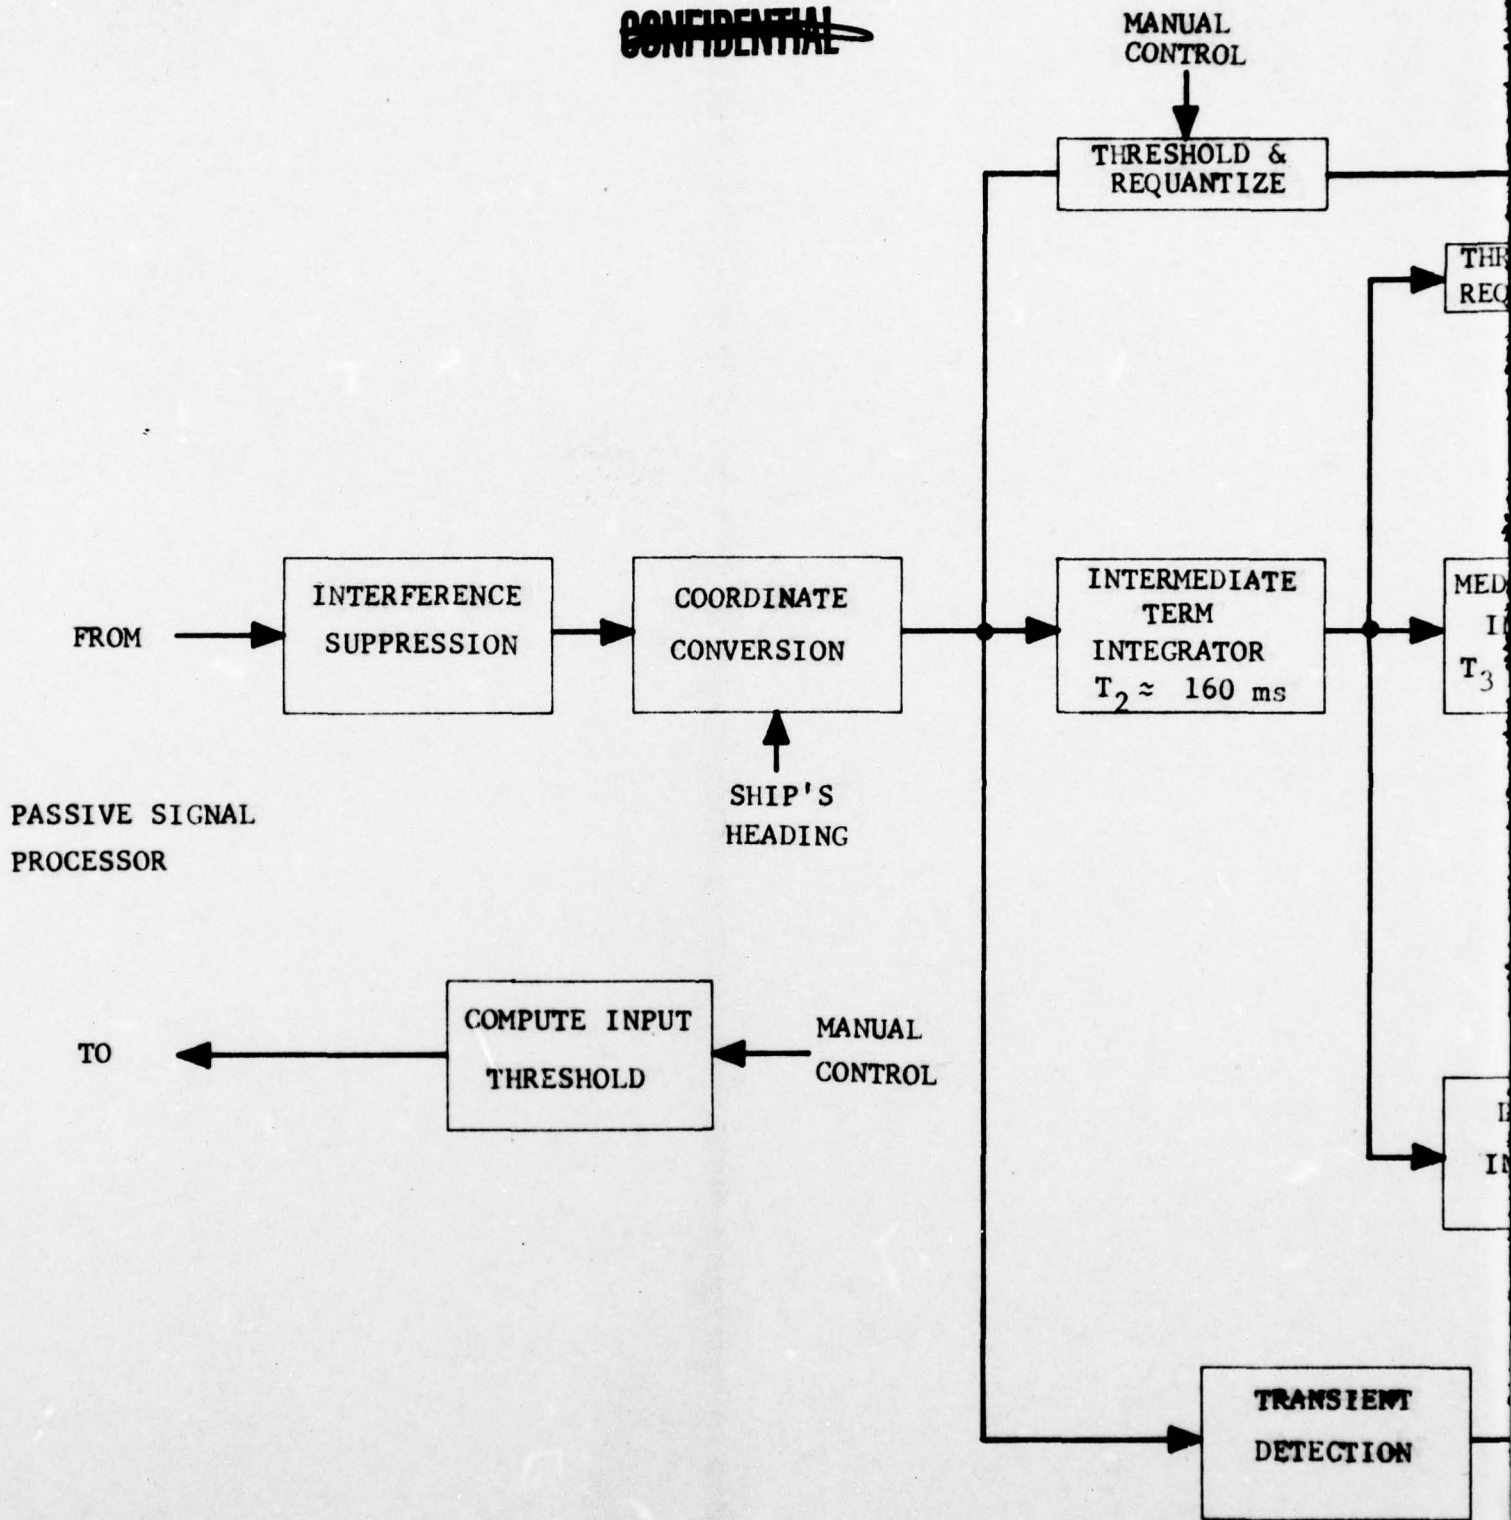 CONFIDENTIAL
MANUAL
CONTROL
THRESHOLD &
REQUANTIZE
INTERFERENCE
SUPPRESSION
COORDINATE
CONVERSION
INTERMEDIATE
TERM
INTEGRATOR
T2 ≈ 160 ms
T3
FROM
SHIP'S
HEADING
PASSIVE SIGNAL
PROCESSOR
COMPUTE INPUT
THRESHOLD
MANUAL
CONTROL
TO
TRANSIENT
DETECTION